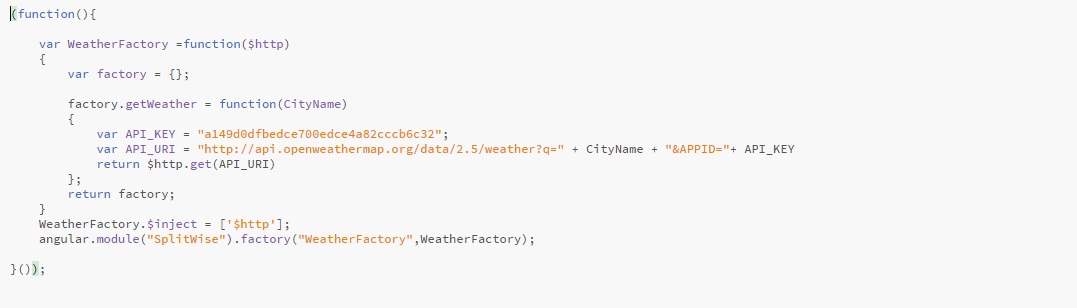 (function(){
var WeatherFactory =function($http)
{
var factory = {};
factory.getWeather = function(CityName)
{
var API_KEY = "a149d0dfbedce700edce4a82cccb6c32";
var API_URI = "http://api.openweathermap.org/data/2.5/weather?q=" + CityName + "&APPID="+ API_KEY
return $http.get(API_URI)
};
return factory;
}
WeatherFactory.$inject = ['$http'];
angular.module("SplitWise").factory("WeatherFactory",WeatherFactory);
}());